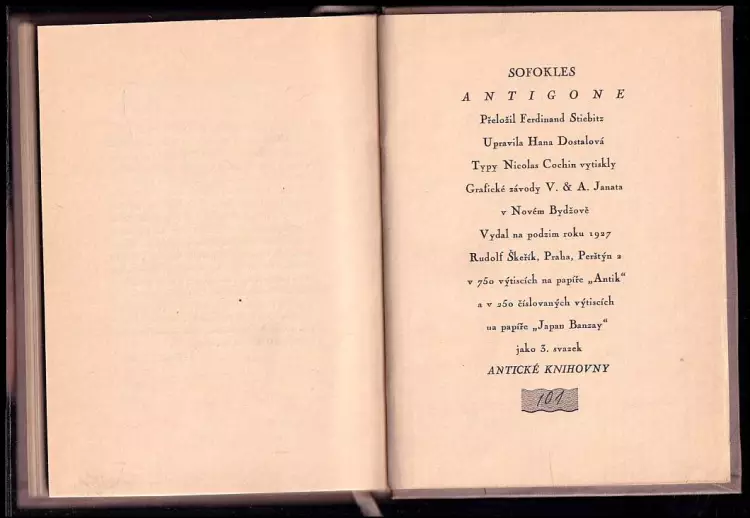 SOFOKLES
ANTIGONE
Přeložil Ferdinand Stiebitz
Upravila Hana Dostalová
Typy Nicolas Cochin vytiskly
Grafické závody V. & A. Janata
v Novém Bydžově
Vydal na podzim roku 1927
Rudolf Škeřík, Praha, Perštýn 2
v 750 výtiscích na papíře „Antik“
a v 250 číslovaných výtiscích
na papíře „Japan Banzay“
jako 3. svazek
ANTICKÉ KNIHOVNY
101